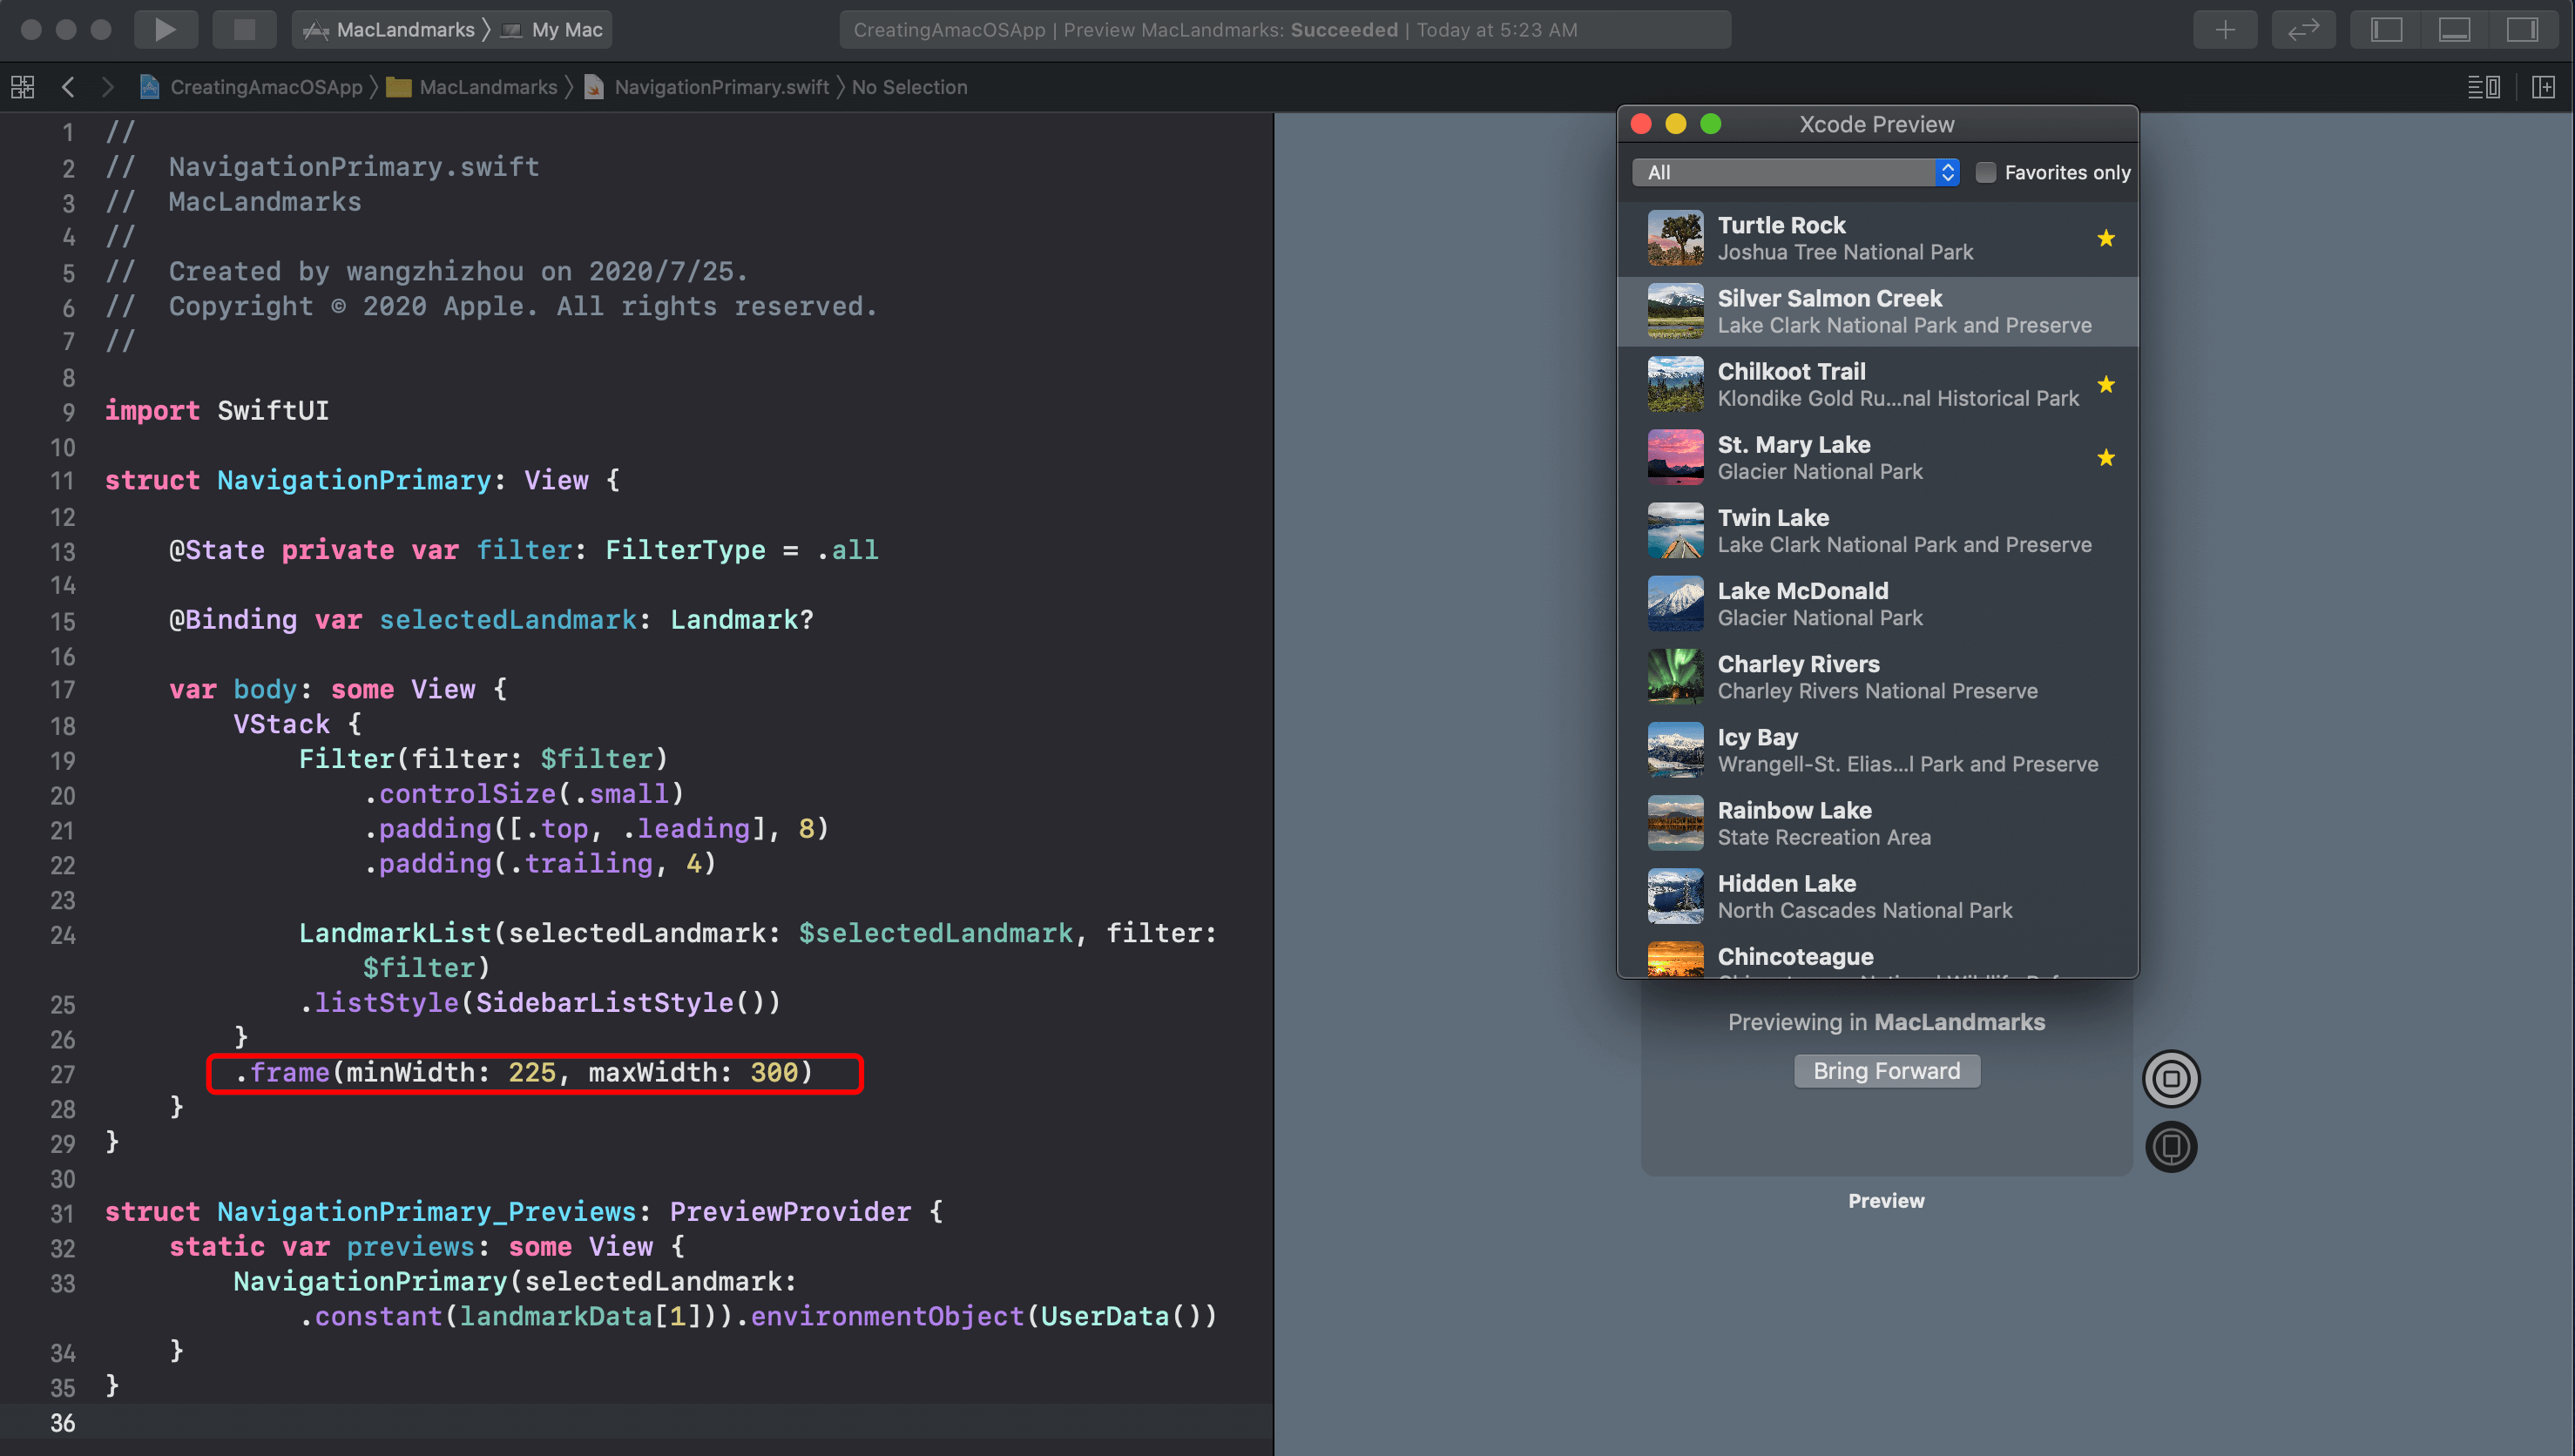 MacLandmarks 〉 My Mac
CreatingAmacOSApp | Preview MacLandmarks: Succeeded | Today at 5:23 AM
CreatingAmacOSApp 〉 MacLandmarks 〉 NavigationPrimary.swift 〉 No Selection
1 //
2 //  NavigationPrimary.swift
3 //  MacLandmarks
4 //
5 //  Created by wangzhizhou on 2020/7/25.
6 //  Copyright © 2020 Apple. All rights reserved.
7 //
8
9 import SwiftUI
10
11 struct NavigationPrimary: View {
12
13     @State private var filter: FilterType = .all
14
15     @Binding var selectedLandmark: Landmark?
16
17     var body: some View {
18         VStack {
19             Filter(filter: $filter)
20                 .controlSize(.small)
21                 .padding([.top, .leading], 8)
22                 .padding(.trailing, 4)
23
24             LandmarkList(selectedLandmark: $selectedLandmark, filter:
                $filter)
25             .listStyle(SidebarListStyle())
26         }
27         .frame(minWidth: 225, maxWidth: 300)
28     }
29 }
30
31 struct NavigationPrimary_Previews: PreviewProvider {
32     static var previews: some View {
33         NavigationPrimary(selectedLandmark:
            .constant(landmarkData[1])).environmentObject(UserData())
34     }
35 }
36
Xcode Preview
All
Favorites only
Turtle Rock
Joshua Tree National Park
Silver Salmon Creek
Lake Clark National Park and Preserve
Chilkoot Trail
Klondike Gold Ru...nal Historical Park
St. Mary Lake
Glacier National Park
Twin Lake
Lake Clark National Park and Preserve
Lake McDonald
Glacier National Park
Charley Rivers
Charley Rivers National Preserve
Icy Bay
Wrangell-St. Elias...l Park and Preserve
Rainbow Lake
State Recreation Area
Hidden Lake
North Cascades National Park
Chincoteague
Previewing in MacLandmarks
Bring Forward
Preview